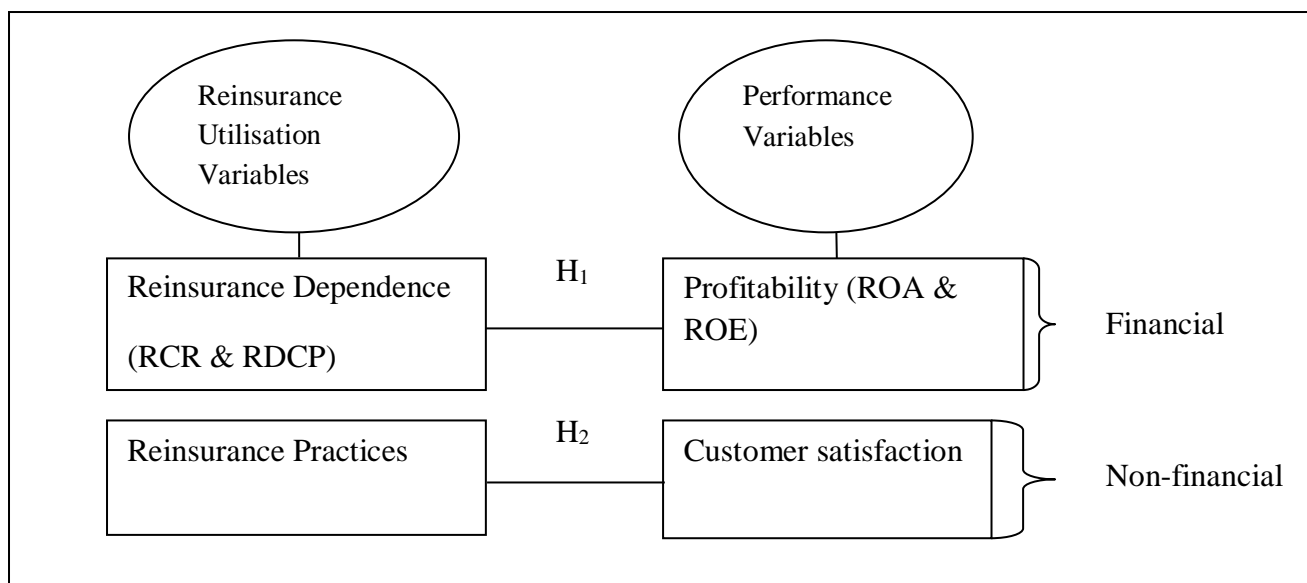 Reinsurance
Utilisation
Variables
Performance
Variables
Reinsurance Dependence
(RCR & RDCP)
H₁
Profitability (ROA &
ROE)
Financial
Reinsurance Practices
H₂
Customer satisfaction
Non-financial